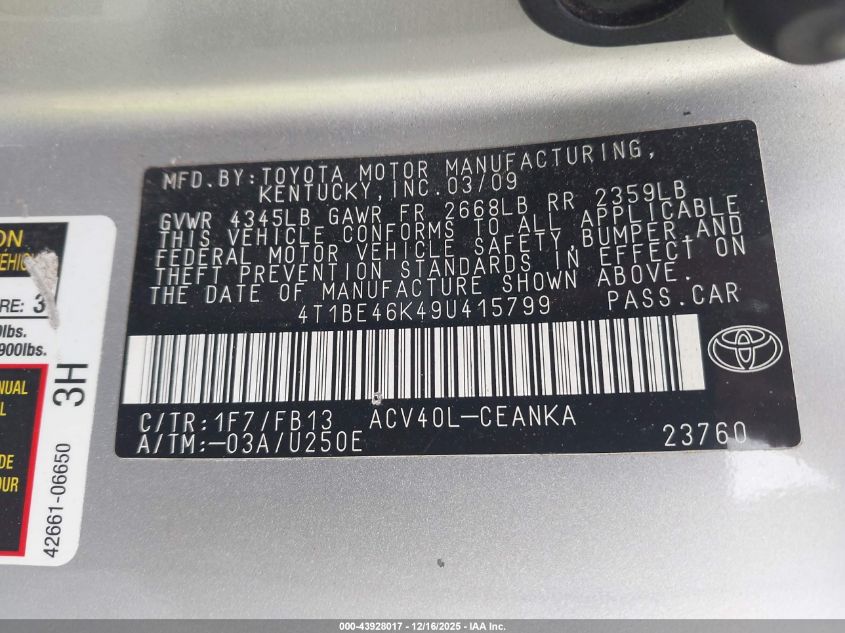 MFD.BY:TOYOTA MOTOR MANUFACTURING,
KENTUCKY,INC.03/09
GVWR 4345LB GAWR FR 2668LB RR 2359LB
THIS VEHICLE CONFORMS TO ALL APPLICABLE
FEDERAL MOTOR VEHICLE SAFETY,BUMPER,AND
THEFT PREVENTION STANDARDS IN EFFECT ON
THE DATE OF MANUFACTURE SHOWN ABOVE.
4T1BE46K49U415799 PASS.CAR
C/TR:1F7/FB13 ACV40L-CEANKA
A/TM:-03A/U250E 23760
ON
RE: 3
lbs.
900lbs.
NUAL
DE
OUR
3H
42661-06650
000-43928017 - 12/16/2025 - IAA Inc.